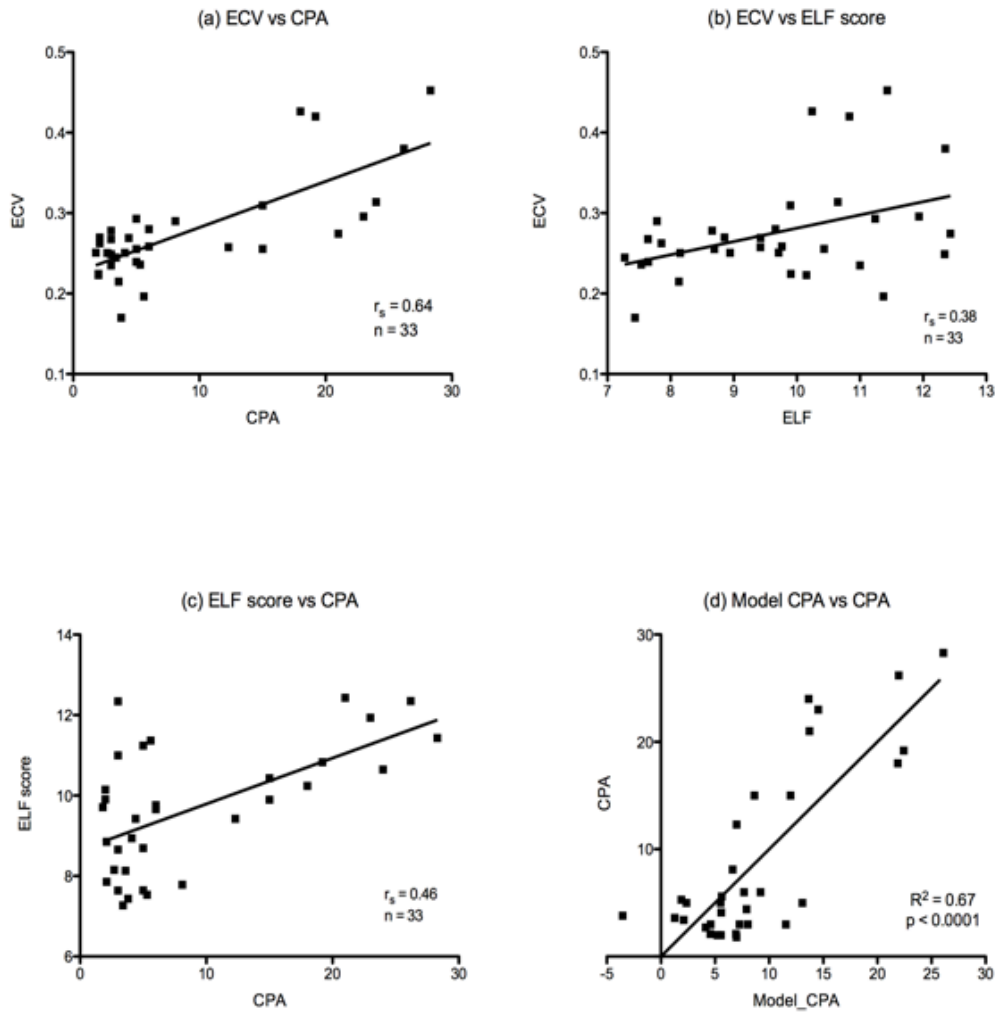 (a) ECV vs CPA
0.5
0.4
0.3
0.2
0.1
ECV
0
10
20
30
CPA
r_s = 0.64
n = 33
(b) ECV vs ELF score
0.5
0.4
0.3
0.2
0.1
ECV
7
8
9
10
11
12
13
ELF
r_s = 0.38
n = 33
(c) ELF score vs CPA
14
12
10
8
6
ELF score
0
10
20
30
CPA
r_s = 0.46
n = 33
(d) Model CPA vs CPA
30
20
10
CPA
-5
0
5
10
15
20
25
30
Model_CPA
R² = 0.67
p < 0.0001